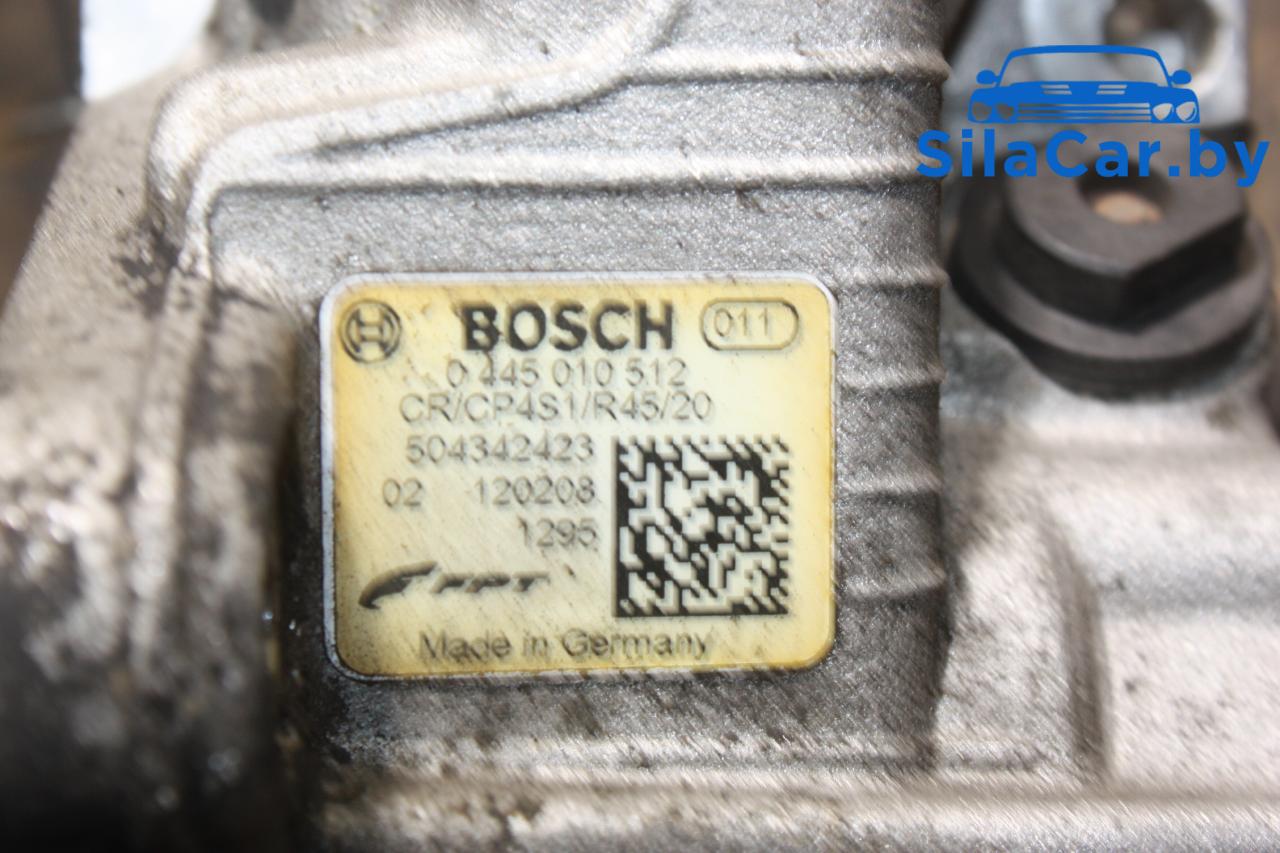 SilaCar.by
BOSCH 011
0 445 010 512
CR/CP4S1/R45/20
504342423
02 120208
1295
FPT
Made in Germany